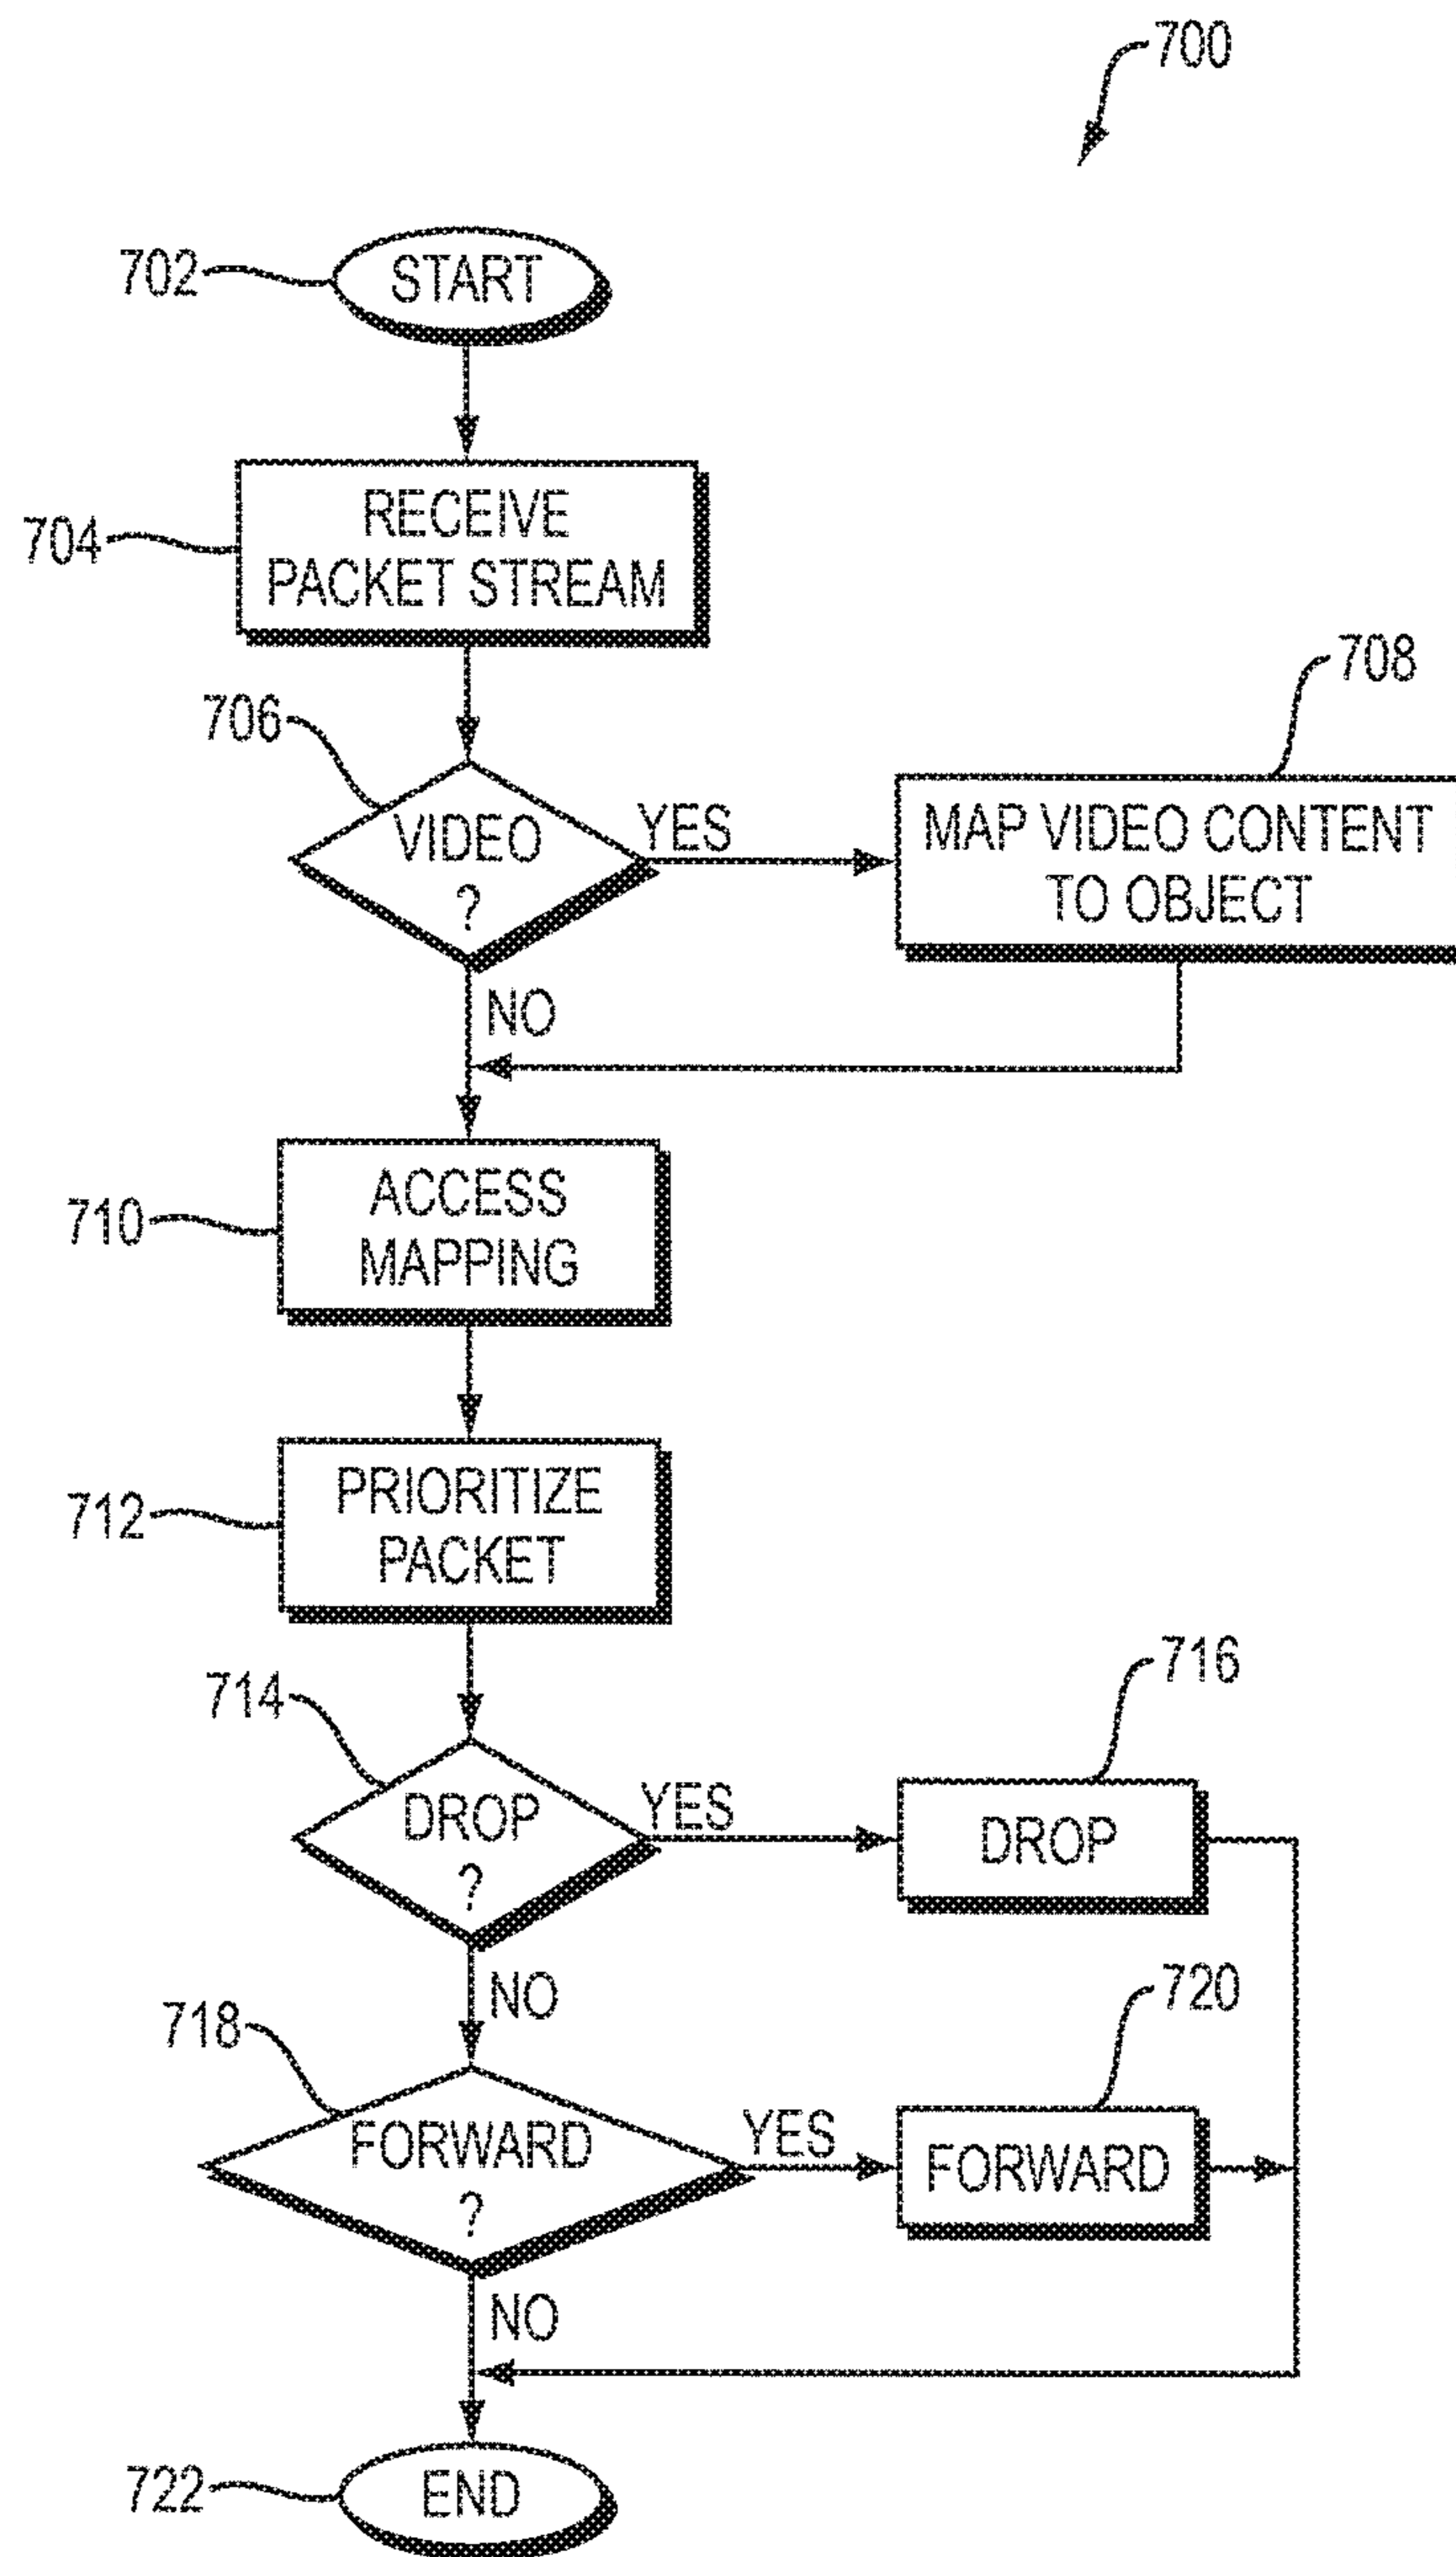 700
702
START
704
RECEIVE
PACKET STREAM
706
VIDEO
?
YES
708
MAP VIDEO CONTENT
TO OBJECT
NO
710
ACCESS
MAPPING
712
PRIORITIZE
PACKET
714
DROP
?
YES
716
DROP
NO
718
FORWARD
?
YES
720
FORWARD
NO
722
END